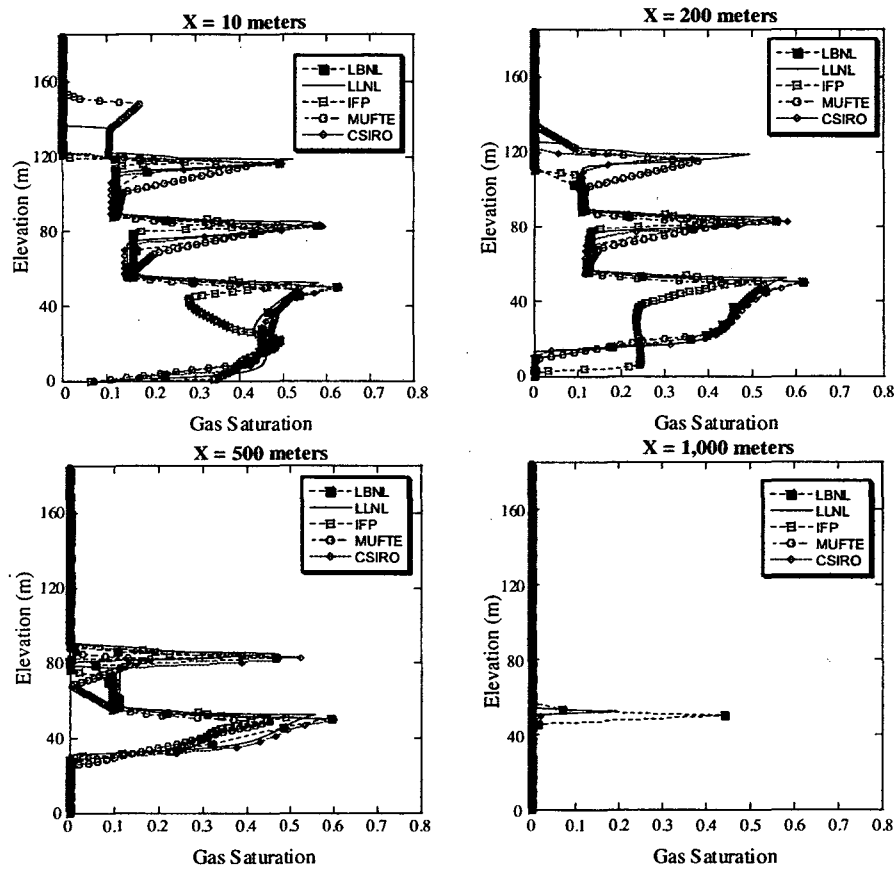 X = 10 meters
160
120
80
40
0
Elevation (m)
LBNL
LLNL
IFP
MUFTE
CSIRO
0 0.1 0.2 0.3 0.4 0.5 0.6 0.7 0.8
Gas Saturation
X = 200 meters
160
120
80
40
0
Elevation (m)
LBNL
LLNL
IFP
MUFTE
CSIRO
0 0.1 0.2 0.3 0.4 0.5 0.6 0.7 0.8
Gas Saturation
X = 500 meters
160
120
80
40
0
Elevation (m)
LBNL
LLNL
IFP
MUFTE
CSIRO
0 0.1 0.2 0.3 0.4 0.5 0.6 0.7 0.8
Gas Saturation
X = 1,000 meters
160
120
80
40
0
Elevation (m)
LBNL
LLNL
IFP
MUFTE
CSIRO
0 0.1 0.2 0.3 0.4 0.5 0.6 0.7 0.8
Gas Saturation